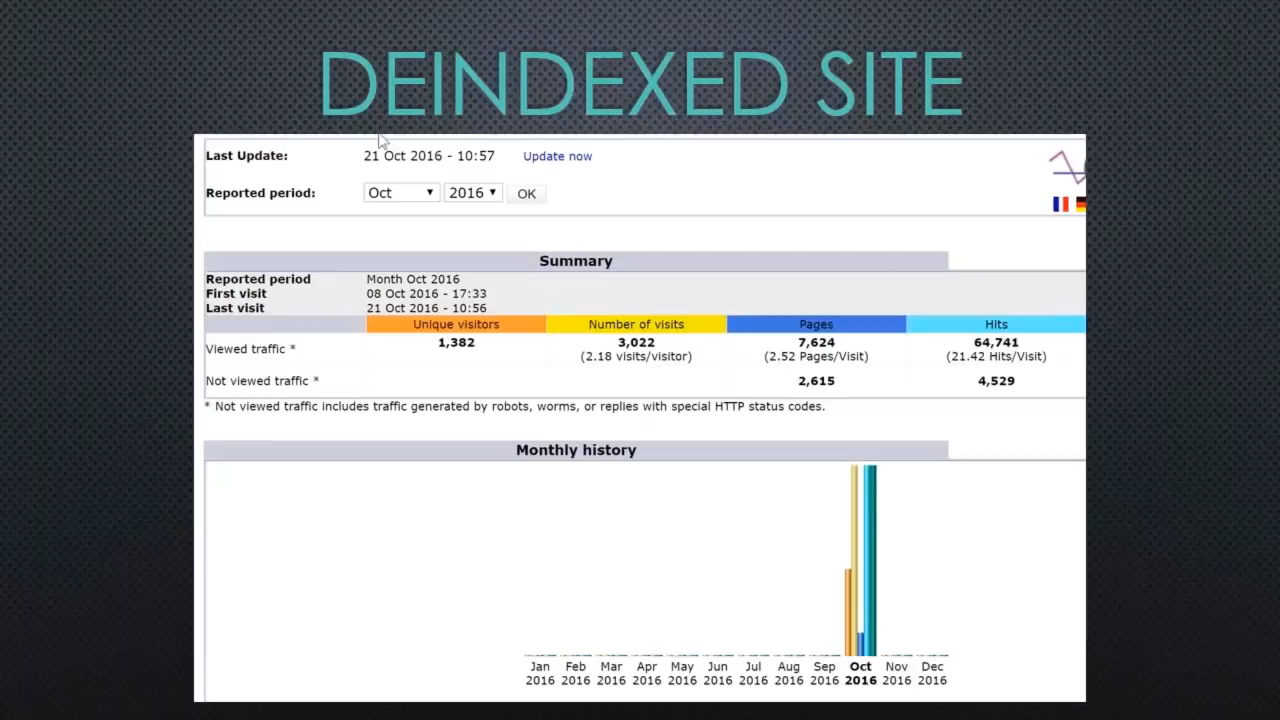 DEINDEXED SITE
Last Update: 21 Oct 2016 - 10:57 Update now
Reported period: Oct 2016 OK
Summary
Reported period Month Oct 2016
First visit 08 Oct 2016 - 17:33
Last visit 21 Oct 2016 - 10:56
Unique visitors Number of visits Pages Hits
Viewed traffic * 1,382 3,022 7,624 64,741
(2.18 visits/visitor) (2.52 Pages/Visit) (21.42 Hits/Visit)
Not viewed traffic * 2,615 4,529
* Not viewed traffic includes traffic generated by robots, worms, or replies with special HTTP status codes.
Monthly history
Jan Feb Mar Apr May Jun Jul Aug Sep Oct Nov Dec
2016 2016 2016 2016 2016 2016 2016 2016 2016 2016 2016 2016